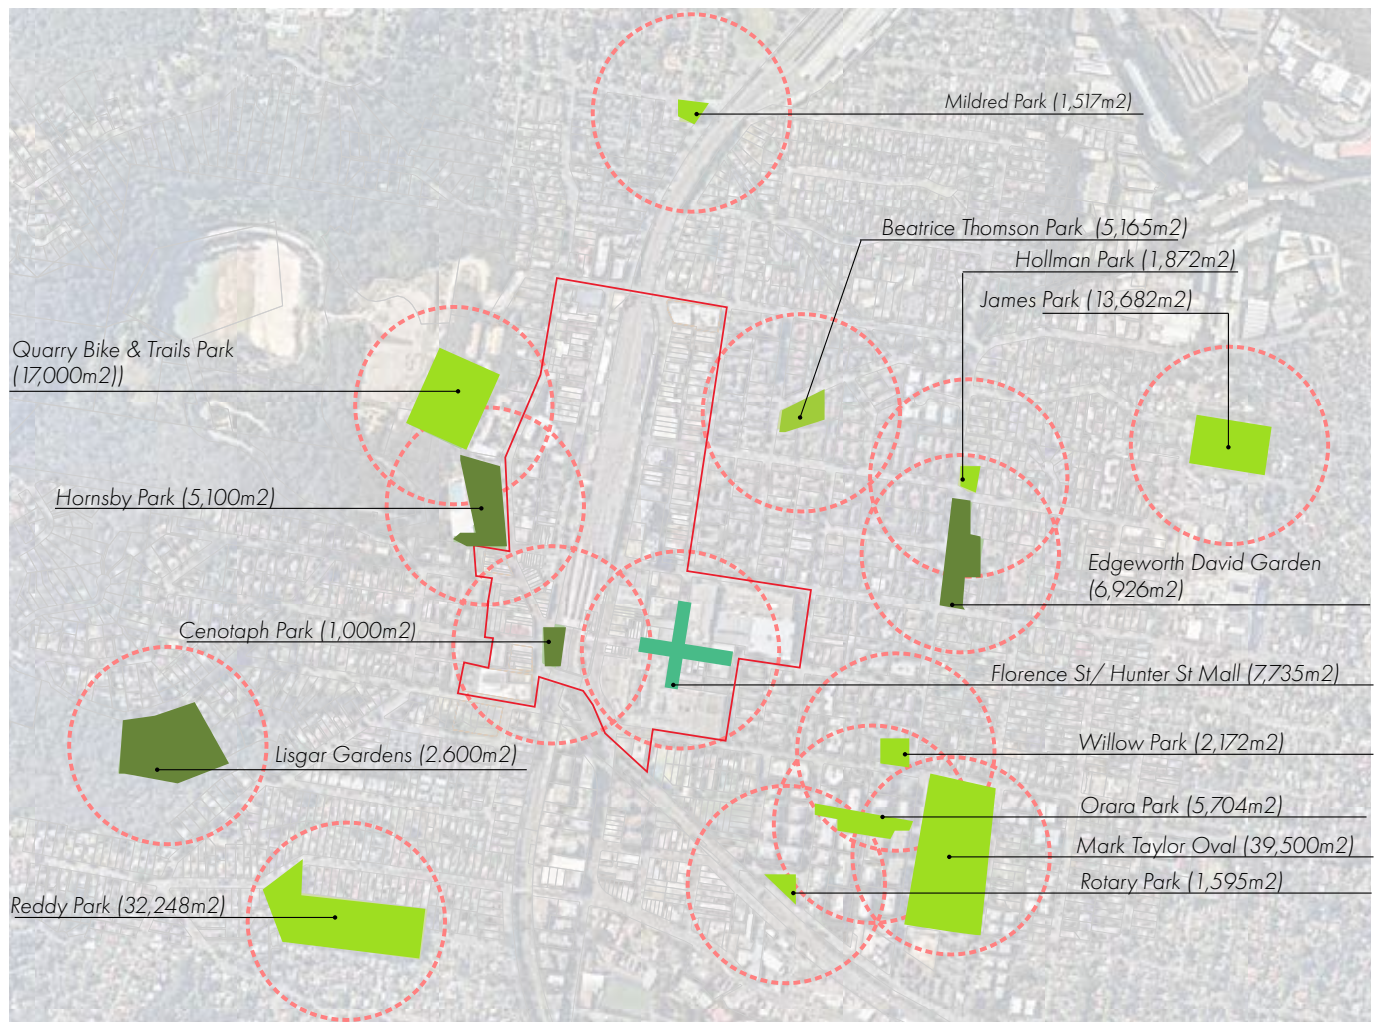 Mildred Park (1,517m2)
Beatrice Thomson Park (5,165m2)
Hollman Park (1,872m2)
James Park (13,682m2)
Quarry Bike & Trails Park
(17,000m2))
Hornsby Park (5,100m2)
Edgeworth David Garden
(6,926m2)
Cenotaph Park (1,000m2)
Florence St/ Hunter St Mall (7,735m2)
Lisgar Gardens (2.600m2)
Willow Park (2,172m2)
Orara Park (5,704m2)
Mark Taylor Oval (39,500m2)
Rotary Park (1,595m2)
Reddy Park (32,248m2)